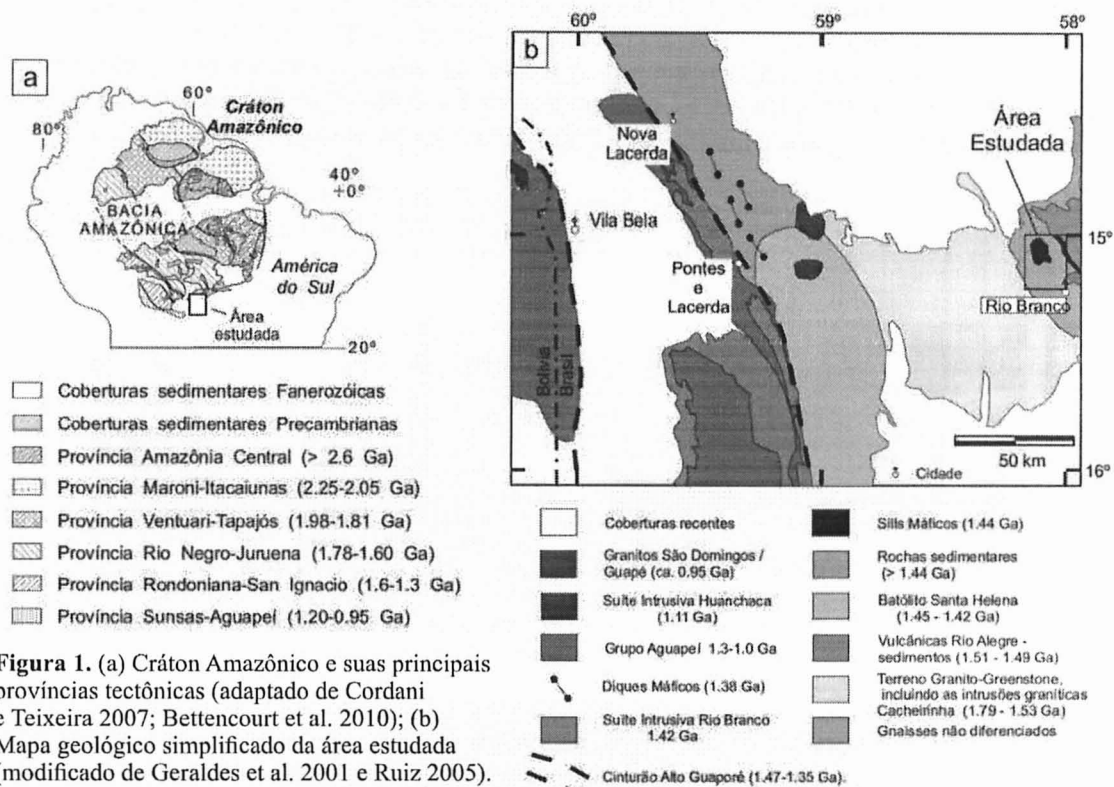 a
60°
80°
Cráton
Amazônico
40°
+0°
BACIA
AMAZÔNICA
América
do Sul
Área
estudada
20°
Coberturas sedimentares Fanerozóicas
Coberturas sedimentares Precambrianas
Província Amazônia Central (> 2.6 Ga)
Província Maroni-Itacaiunas (2.25-2.05 Ga)
Província Ventuari-Tapajós (1.98-1.81 Ga)
Província Rio Negro-Juruena (1.78-1.60 Ga)
Província Rondoniana-San Ignacio (1.6-1.3 Ga)
Província Sunsas-Aguapeí (1.20-0.95 Ga)
Figura 1. (a) Cráton Amazônico e suas principais
províncias tectônicas (adaptado de Cordani
e Teixeira 2007; Bettencourt et al. 2010); (b)
Mapa geológico simplificado da área estudada
(modificado de Geraldes et al. 2001 e Ruiz 2005).
b
60°
59°
58°
Nova
Lacerda
Vila Bela
Pontes
e
Lacerda
Bolívia
Brasil
Área
Estudada
15°
Rio Branco
50 km
Cidade
16°
Coberturas recentes
Granitos São Domingos /
Guapé (ca. 0.95 Ga)
Suíte Intrusiva Huanchaca
(1.11 Ga)
Grupo Aguapeí 1.3-1.0 Ga
Diques Máficos (1.38 Ga)
Suíte Intrusiva Rio Branco
1.42 Ga
Cinturão Alto Guaporé (1.47-1.35 Ga).
Sills Máficos (1.44 Ga)
Rochas sedimentares
(> 1.44 Ga)
Batólito Santa Helena
(1.45 - 1.42 Ga)
Vulcânicas Rio Alegre -
sedimentos (1.51 - 1.49 Ga)
Terreno Granito-Greenstone,
incluindo as intrusões graníticas
Cacheirinha (1.79 - 1.53 Ga)
Gnaisses não diferenciados